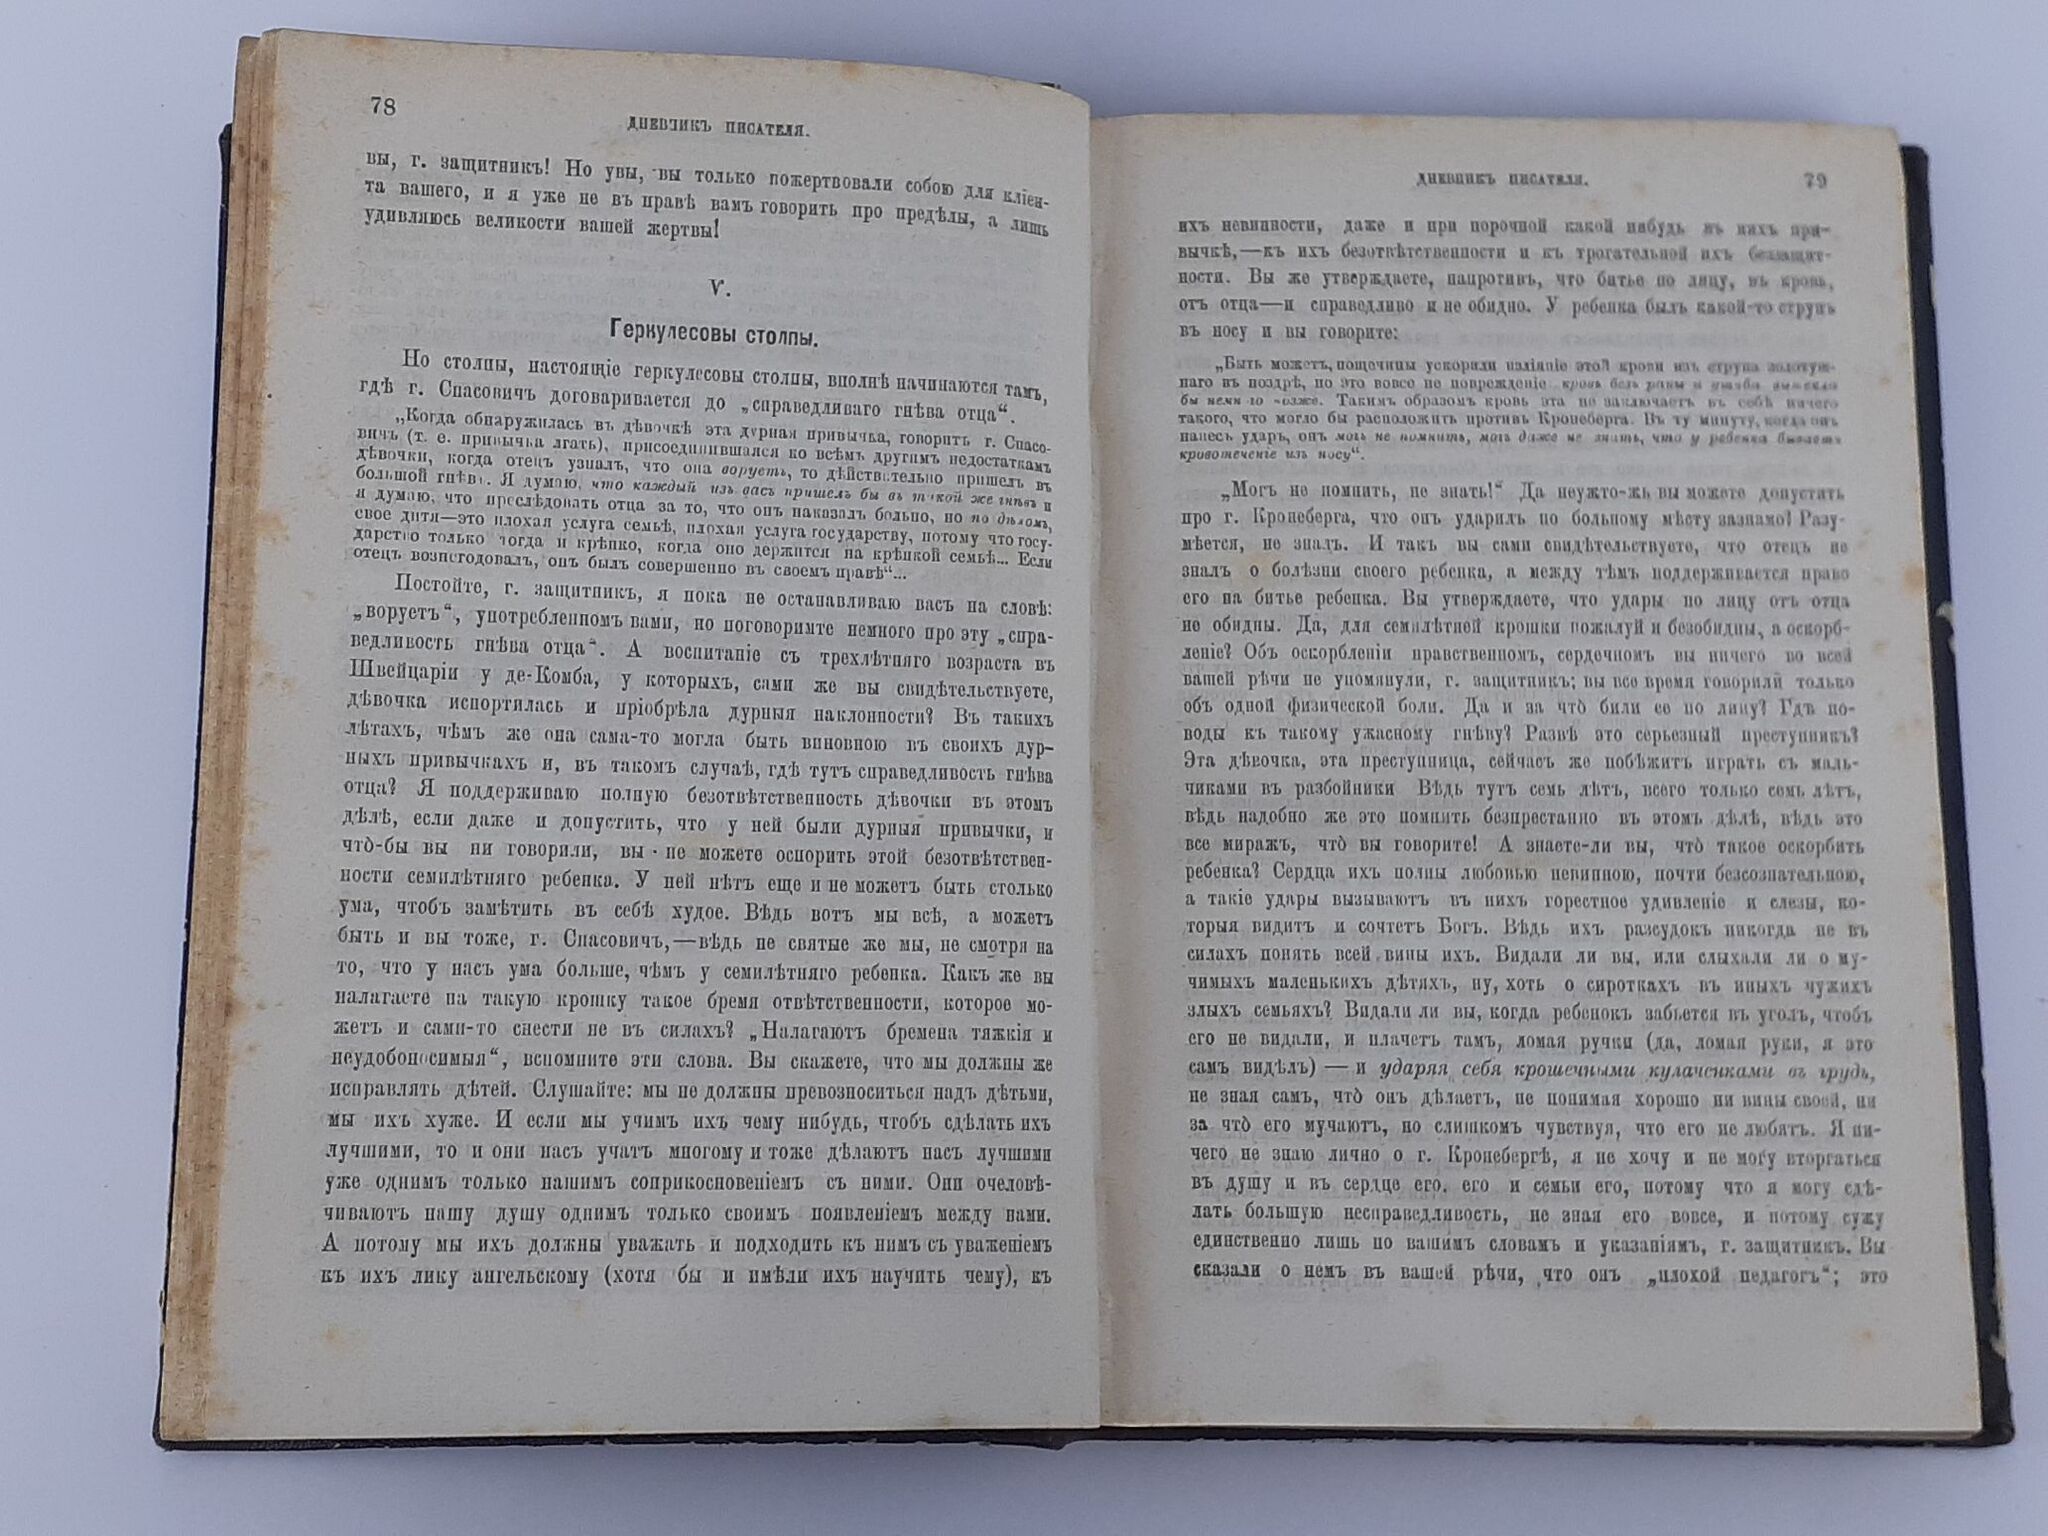 78
ДНЕВНИКЪ ПИСАТЕЛЯ.
вы, г. защитникъ! Но увы, вы только пожертвовали собою для кліен-
та вашего, и я уже не въ правѣ вамъ говорить про предѣлы, а лишь
удивляюсь великости вашей жертвы!
V.
Геркулесовы столпы.
Но столпы, настоящіе геркулесовы столпы, вполнѣ начинаются тамъ,
гдѣ г. Спасовичъ договаривается до „справедливаго гнѣва отца“.
„Когда обнаружилась въ дѣвочкѣ эта дурная привычка, говоритъ г. Спасо-
вичъ (т. е. привычка лгать), присоединившаяся ко всѣмъ другимъ недостаткамъ
дѣвочки, когда отецъ узналъ, что она воруетъ, то дѣйствительно пришелъ въ
большой гнѣвъ. Я думаю, что каждый изъ васъ пришелъ бы въ такой же гнѣвъ и
я думаю, что преслѣдовать отца за то, что онъ наказалъ больно, но по дѣломъ,
свое дитя—это плохая услуга семьѣ, плохая услуга государству, потому что госу-
дарство только тогда и крѣпко, когда оно держится на крѣпкой семьѣ... Если
отецъ вознегодовалъ, онъ былъ совершенно въ своемъ правѣ“...
Постойте, г. защитникъ, я пока не останавливаю васъ на словѣ:
„воруетъ“, употребленномъ вами, но поговоримте немного про эту „спра-
ведливость гнѣва отца“. А воспитаніе съ трехлѣтняго возраста въ
Швейцаріи у де-Комба, у которыхъ, сами же вы свидѣтельствуете,
дѣвочка испортилась и пріобрѣла дурныя наклонности? Въ такихъ
лѣтахъ, чѣмъ же она сама-то могла быть виновною въ своихъ дур-
ныхъ привычкахъ и, въ такомъ случаѣ, гдѣ тутъ справедливость гнѣва
отца? Я поддерживаю полную безотвѣтственность дѣвочки въ этомъ
дѣлѣ, если даже и допустить, что у ней были дурныя привычки, и
что̀-бы вы ни говорили, вы не можете оспорить этой безотвѣтствен-
ности семилѣтняго ребенка. У ней нѣтъ еще и не можетъ быть столько
ума, чтобъ замѣтить въ себѣ худое. Вѣдь вотъ мы всѣ, а можетъ
быть и вы тоже, г. Спасовичъ,—вѣдь не святые же мы, не смотря на
то, что у насъ ума больше, чѣмъ у семилѣтняго ребенка. Какъ же вы
налагаете на такую крошку такое бремя отвѣтственности, которое мо-
жетъ и сами-то снести не въ силахъ? „Налагаютъ бремена тяжкія и
неудобоносимыя“, вспомните эти слова. Вы скажете, что мы должны же
исправлять дѣтей. Слушайте: мы не должны превозноситься надъ дѣтьми,
мы ихъ хуже. И если мы учимъ ихъ чему нибудь, чтобъ сдѣлать ихъ
лучшими, то и они насъ учатъ многому и тоже дѣлаютъ насъ лучшими
уже однимъ только нашимъ соприкосновеніемъ съ ними. Они очеловѣ-
чиваютъ нашу душу однимъ только своимъ появленіемъ между нами.
А потому мы ихъ должны уважать и подходить къ нимъ съ уваженіемъ
къ ихъ лику ангельскому (хотя бы и имѣли ихъ научить чему), къ
ДНЕВНИКЪ ПИСАТЕЛЯ.
79
ихъ невинности, даже и при порочной какой нибудь въ нихъ при-
вычкѣ,—къ ихъ безотвѣтственности и къ трогательной ихъ беззащит-
ности. Вы же утверждаете, напротивъ, что битье по лицу, въ кровь,
отъ отца—и справедливо и не обидно. У ребенка былъ какой-то струпъ
въ носу и вы говорите:
„Быть можетъ, пощечины ускорили изліяніе этой крови изъ струпа золотуш-
наго въ ноздрѣ, но это вовсе не поврежденіе: кровь безъ раны и ушиба вытекла
бы немного позже. Такимъ образомъ кровь эта не заключаетъ въ себѣ ничего
такого, что могло бы расположить противъ Кронеберга. Въ ту минуту, когда онъ
нанесъ ударъ, онъ могъ не помнить, могъ даже не знать, что у ребенка бываетъ
кровотеченіе изъ носу“.
„Могъ не помнить, не знать!“ Да неужто-жъ вы можете допустить
про г. Кронеберга, что онъ ударилъ по больному мѣсту зазнамо? Разу-
мѣется, не зналъ. И такъ вы сами свидѣтельствуете, что отецъ не
зналъ о болѣзни своего ребенка, а между тѣмъ поддерживается право
его на битье ребенка. Вы утверждаете, что удары по лицу отъ отца
не обидны. Да, для семилѣтней крошки пожалуй и безобидны, а оскорб-
леніе? Объ оскорбленіи нравственномъ, сердечномъ вы ничего во всей
вашей рѣчи не упомянули, г. защитникъ; вы все время говорили только
объ одной физической боли. Да и за что̀ били ее по лицу? Гдѣ по-
воды къ такому ужасному гнѣву? Развѣ это серьезный преступникъ?
Эта дѣвочка, эта преступница, сейчасъ же побѣжитъ играть съ маль-
чиками въ разбойники Вѣдь тутъ семь лѣтъ, всего только семь лѣтъ,
вѣдь надобно же это помнить безпрестанно въ этомъ дѣлѣ, вѣдь это
все миражъ, что̀ вы говорите! А знаете-ли вы, что̀ такое оскорбить
ребенка? Сердца ихъ полны любовью невинною, почти безсознательною,
а такіе удары вызываютъ въ нихъ горестное удивленіе и слезы, ко-
торыя видитъ и сочтетъ Богъ. Вѣдь ихъ разсудокъ никогда не въ
силахъ понять всей вины ихъ. Видали ли вы, или слыхали ли о му-
чимыхъ маленькихъ дѣтяхъ, ну, хоть о сироткахъ въ иныхъ чужихъ
злыхъ семьяхъ? Видали ли вы, когда ребенокъ забьется въ уголъ, чтобъ
его не видали, и плачетъ тамъ, ломая ручки (да, ломая руки, я это
самъ видѣлъ) — и ударяя себя крошечными кулаченками въ грудь,
не зная самъ, что̀ онъ дѣлаетъ, не понимая хорошо ни вины своей, ни
за что̀ его мучаютъ, но слишкомъ чувствуя, что его не любятъ. Я ни-
чего не знаю лично о г. Кронебергѣ, я не хочу и не могу вторгаться
въ душу и въ сердце его, его и семьи его, потому что я могу сдѣ-
лать большую несправедливость, не зная его вовсе, и потому сужу
единственно лишь по вашимъ словамъ и указаніямъ, г. защитникъ. Вы
сказали о немъ въ вашей рѣчи, что онъ „плохой педагогъ“; это